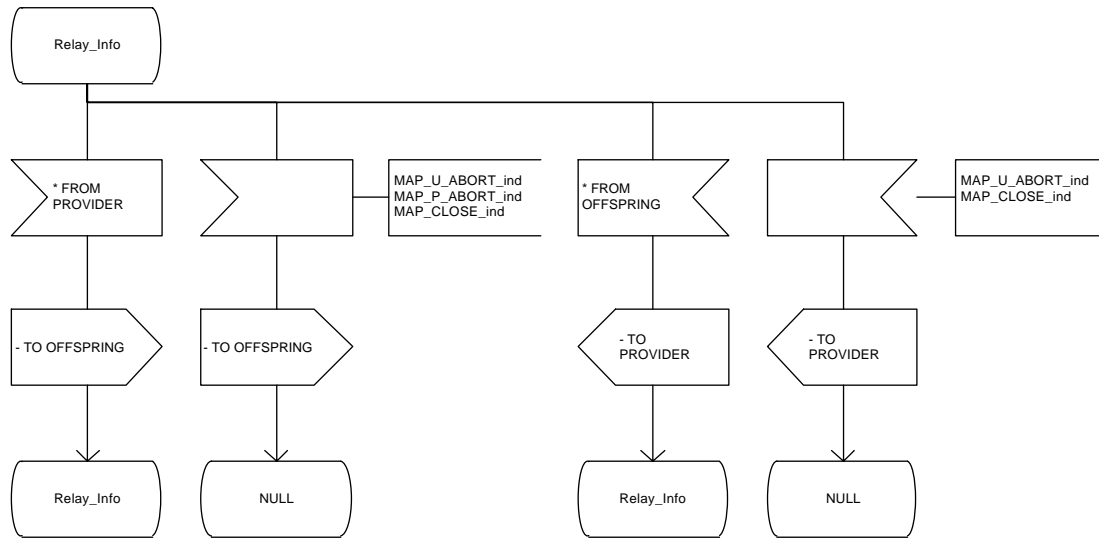 Relay_Info
* FROM
PROVIDER
MAP_U_ABORT_ind
MAP_P_ABORT_ind
MAP_CLOSE_ind
* FROM
OFFSPRING
MAP_U_ABORT_ind
MAP_CLOSE_ind
- TO OFFSPRING
- TO OFFSPRING
- TO
PROVIDER
- TO
PROVIDER
Relay_Info
NULL
Relay_Info
NULL